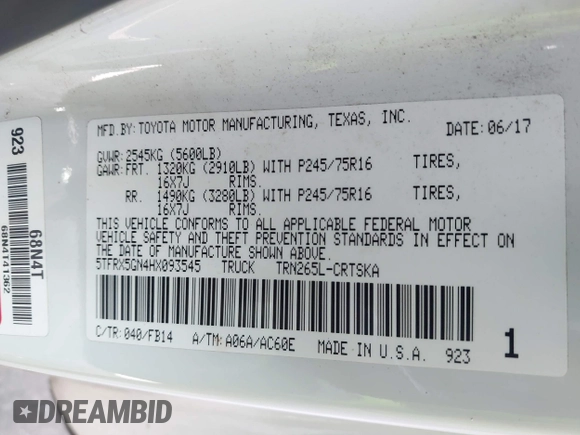 MFD.BY:TOYOTA MOTOR MANUFACTURING, TEXAS, INC.
DATE:06/17
GVWR:2545KG (5600LB)
GAWR:FRT. 1320KG (2910LB) WITH P245/75R16 TIRES,
16X7J RIMS.
RR. 1490KG (3280LB) WITH P245/75R16 TIRES,
16X7J RIMS.
THIS VEHICLE CONFORMS TO ALL APPLICABLE FEDERAL MOTOR
VEHICLE SAFETY AND THEFT PREVENTION STANDARDS IN EFFECT ON
THE DATE OF MANUFACTURE SHOWN ABOVE.
5TFRX5GN4HX093545 TRUCK TRN265L-CRTSKA
C/TR:040/FB14 A/TM:A06A/AC60E MADE IN U.S.A. 923 1
923
68N4T
68N4T141362
DREAMBID